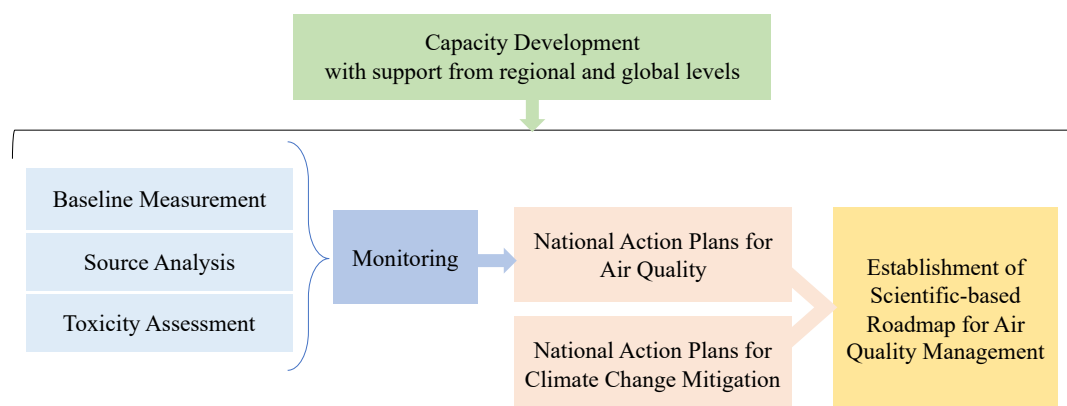 Capacity Development
with support from regional and global levels
Baseline Measurement
Source Analysis
Toxicity Assessment
Monitoring
National Action Plans for
Air Quality
National Action Plans for
Climate Change Mitigation
Establishment of
Scientific-based
Roadmap for Air
Quality Management